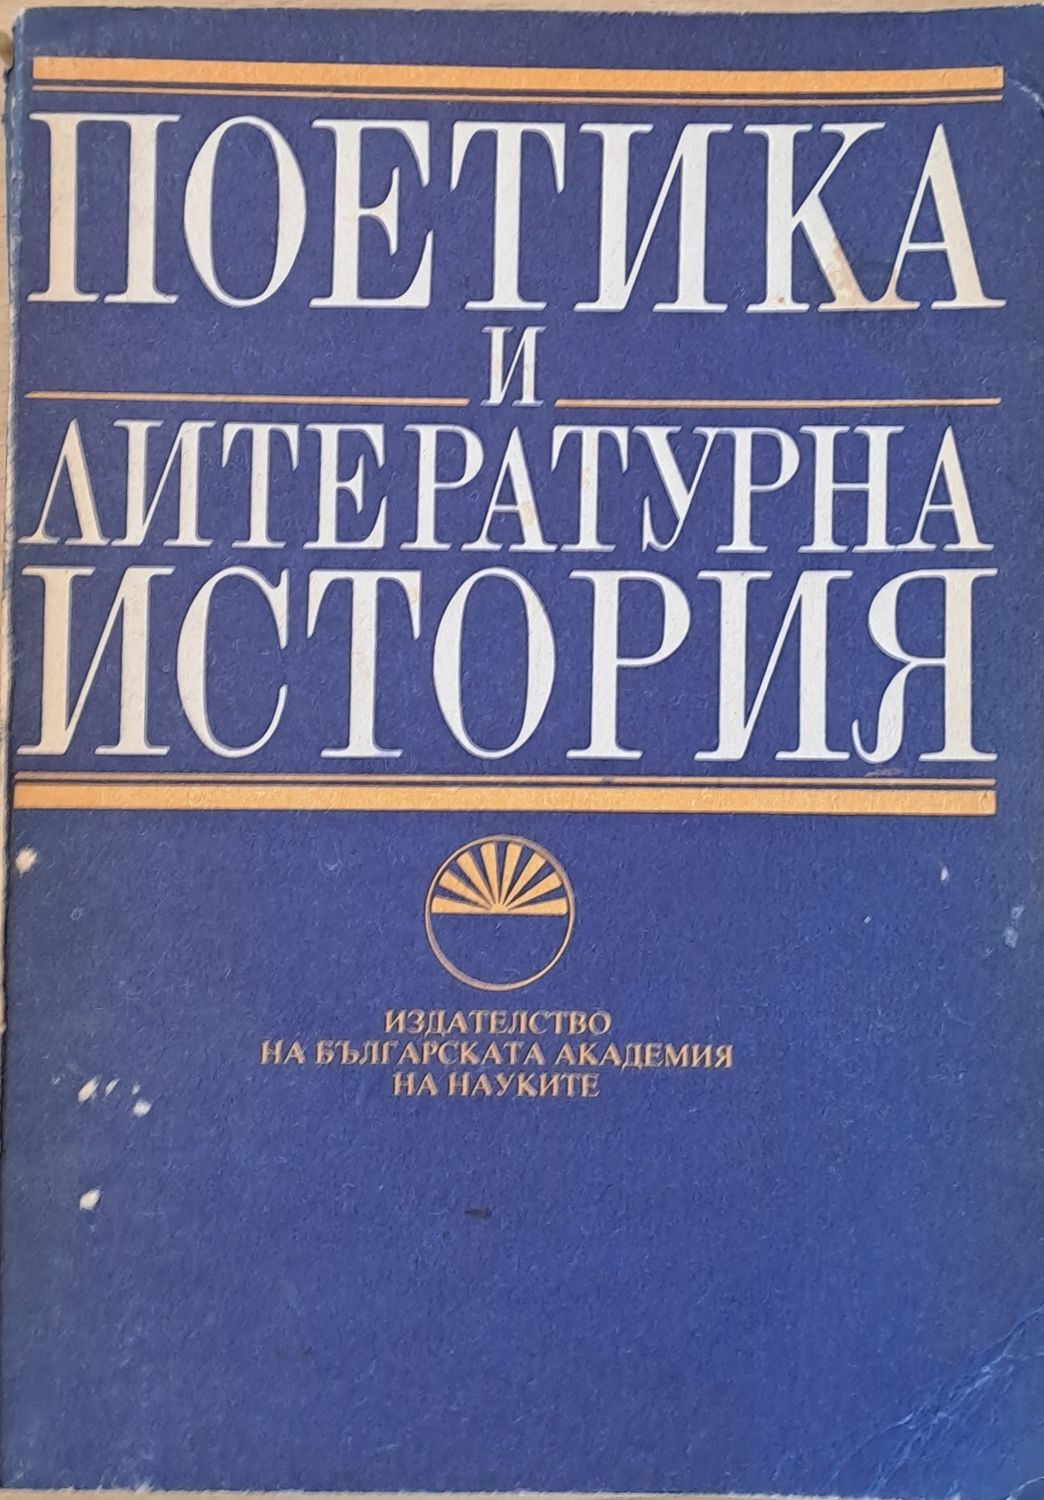 ПОЕТИКА
И
ЛИТЕРАТУРНА
ИСТОРИЯ
ИЗДАТЕЛСТВО
НА БЪЛГАРСКАТА АКАДЕМИЯ
НА НАУКИТЕ